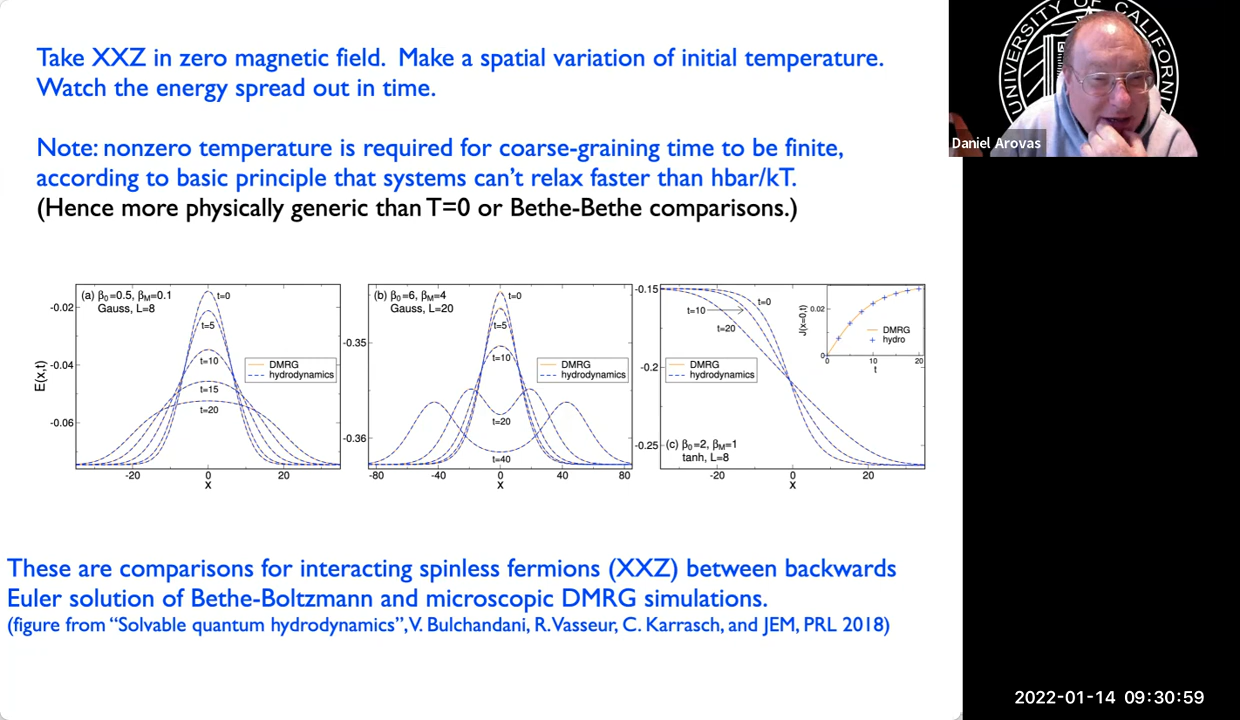 Take XXZ in zero magnetic field. Make a spatial variation of initial temperature.
Watch the energy spread out in time.
Note: nonzero temperature is required for coarse-graining time to be finite,
according to basic principle that systems can't relax faster than hbar/kT.
(Hence more physically generic than T=0 or Bethe-Bethe comparisons.)
(a) β₀=0.5, βM=0.1
Gauss, L=8
t=0
t=5
t=10
t=15
t=20
DMRG
hydrodynamics
E(x,t)
-0.02
-0.04
-0.06
-20
0
20
x
(b) β₀=6, βM=4
Gauss, L=20
t=0
t=5
t=10
t=20
t=40
DMRG
hydrodynamics
-0.35
-0.36
-80
-40
0
40
80
x
-0.15
-0.2
-0.25
t=0
t=10
t=20
DMRG
hydrodynamics
(c) β₀=2, βM=1
tanh, L=8
-20
0
20
x
J(x=0,t)
0.02
0
DMRG
hydro
0
10
20
t
These are comparisons for interacting spinless fermions (XXZ) between backwards
Euler solution of Bethe-Boltzmann and microscopic DMRG simulations.
(figure from “Solvable quantum hydrodynamics”, V. Bulchandani, R. Vasseur, C. Karrasch, and JEM, PRL 2018)
UNIVERSITY OF CALIFORNI
Daniel Arovas
2022-01-14 09:30:59